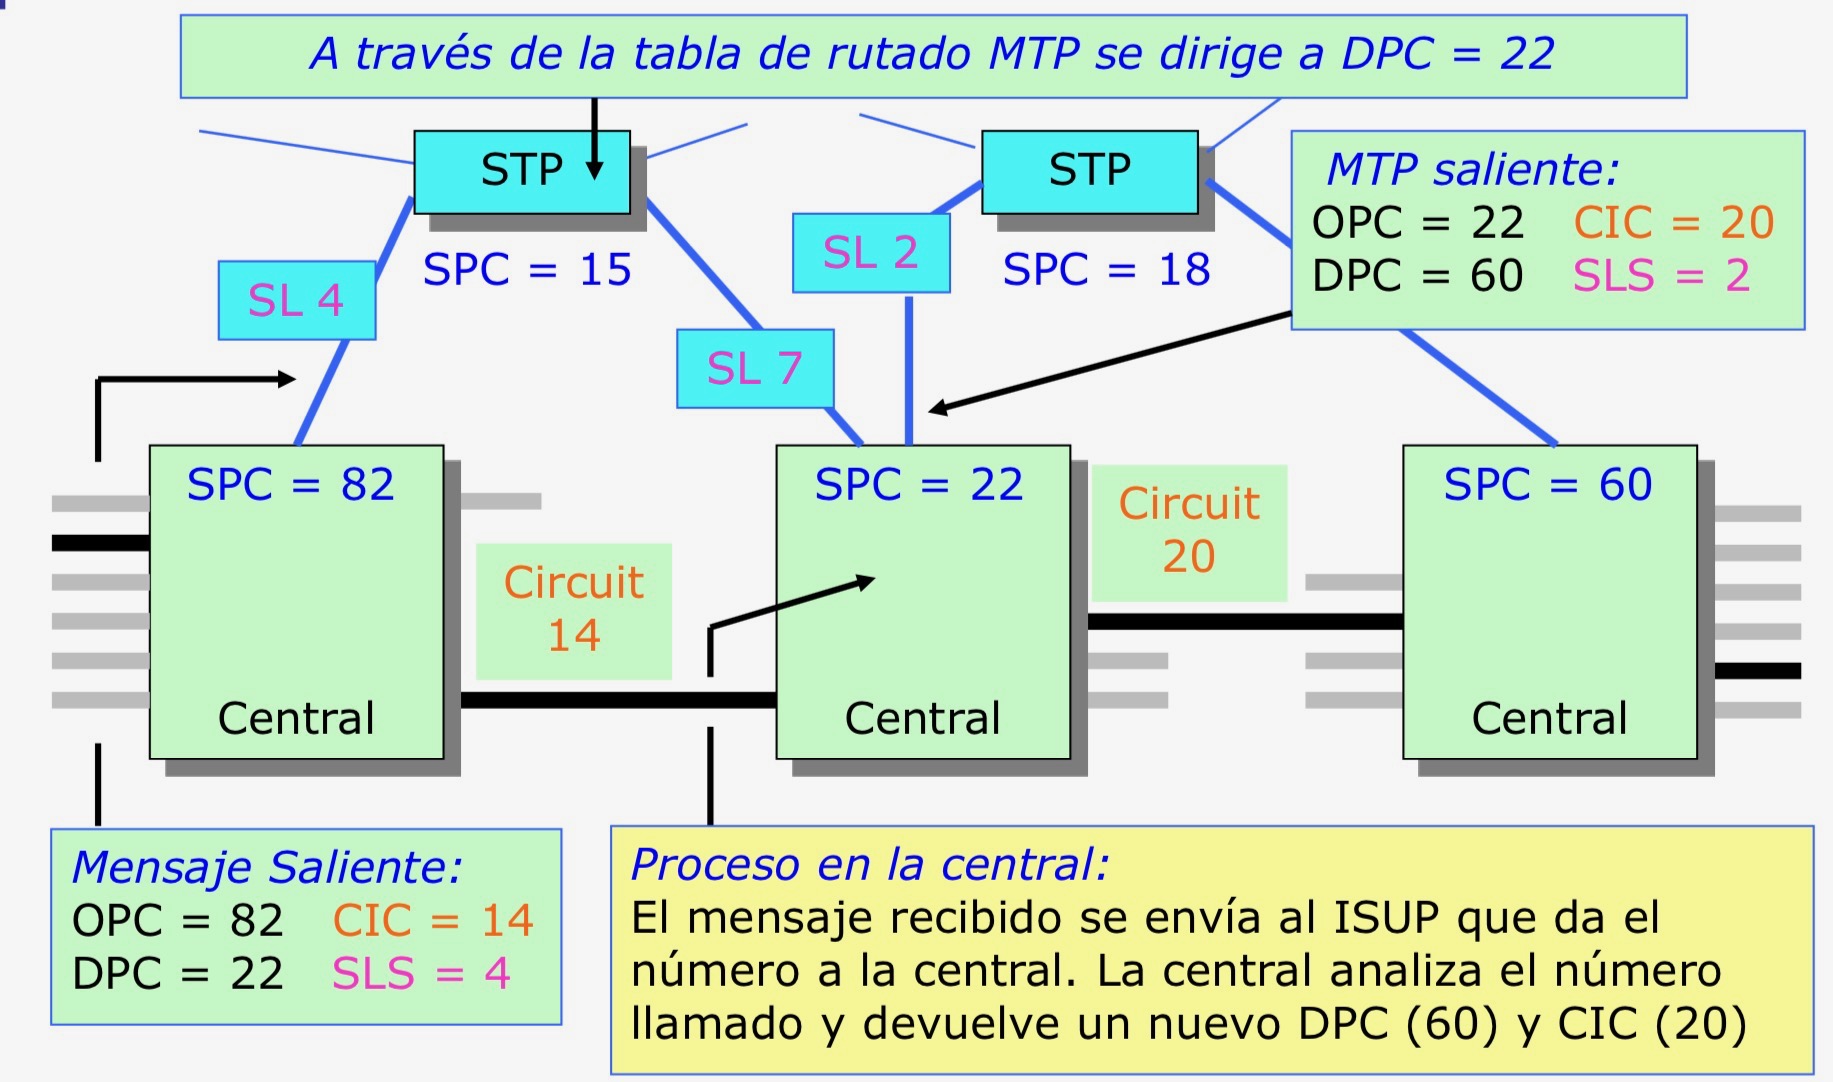 A través de la tabla de rutado MTP se dirige a DPC = 22
STP
STP
SPC = 15
SPC = 18
SL 4
SL 7
SL 2
MTP saliente:
OPC = 22 CIC = 20
DPC = 60 SLS = 2
SPC = 82
Central
Circuit
14
SPC = 22
Central
Circuit
20
SPC = 60
Central
Mensaje Saliente:
OPC = 82 CIC = 14
DPC = 22 SLS = 4
Proceso en la central:
El mensaje recibido se envía al ISUP que da el
número a la central. La central analiza el número
llamado y devuelve un nuevo DPC (60) y CIC (20)